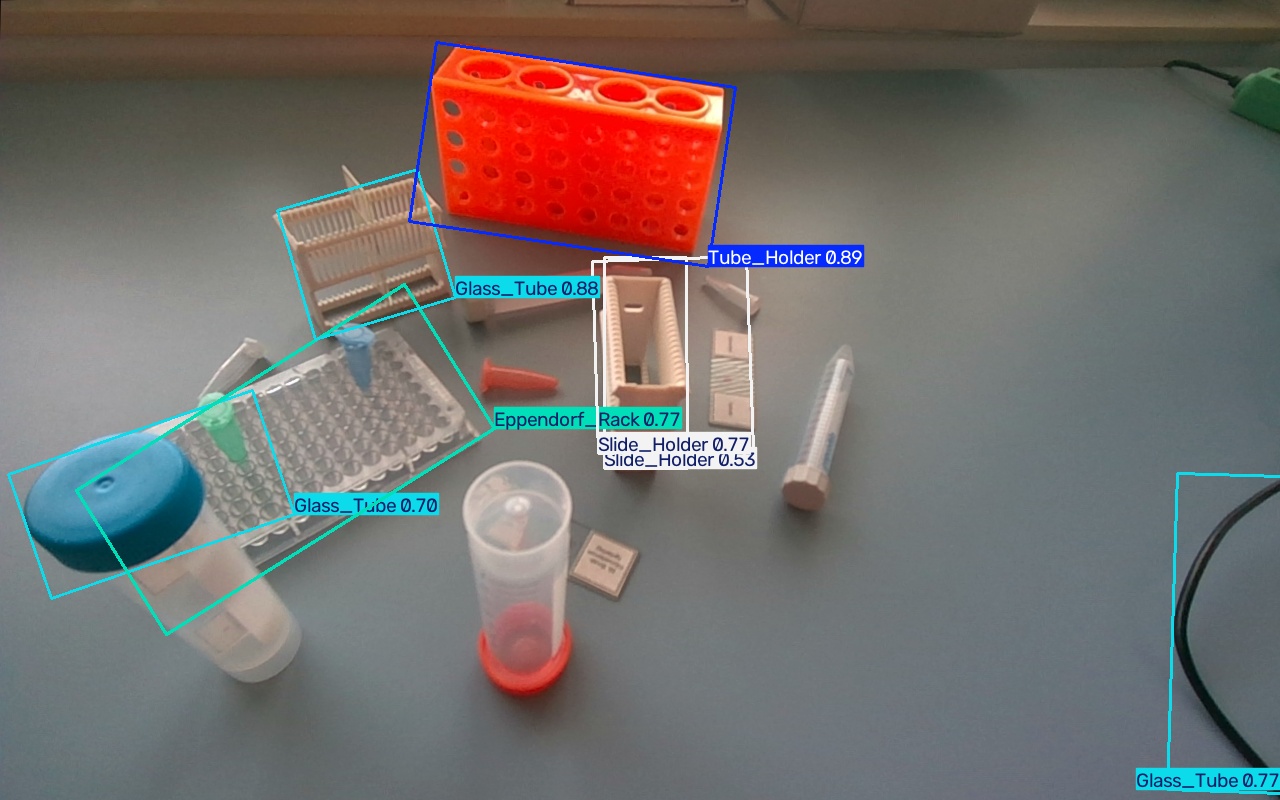 Tube_Holder 0.89
Glass_Tube 0.88
Eppendorf_Rack 0.77
Slide_Holder 0.77
Slide_Holder 0.53
Glass_Tube 0.70
Glass_Tube 0.77